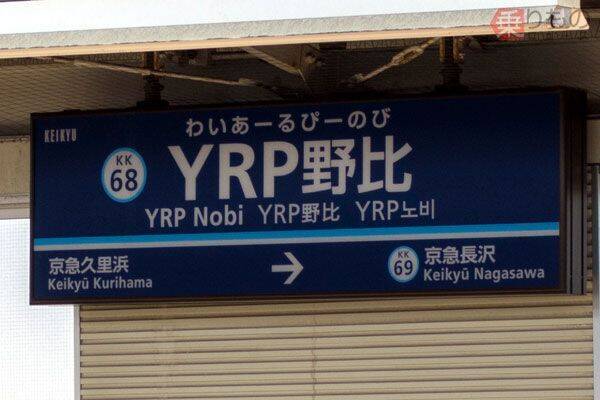 乗りもの
KEIKYU
わいあーるぴーのび
KK
68
YRP野比
YRP Nobi YRP野比 YRP노비
京急久里浜
Keikyū Kurihama
→
KK
69
京急長沢
Keikyū Nagasawa